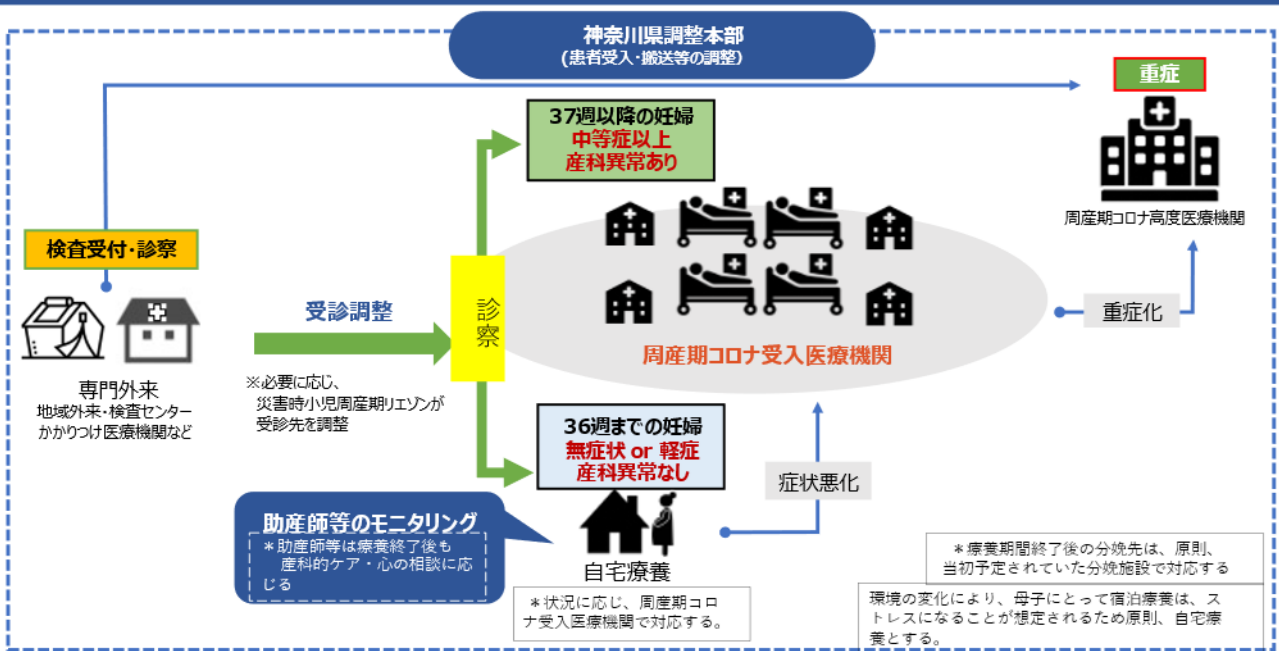 神奈川県調整本部
(患者受入・搬送等の調整)
重症
周産期コロナ高度医療機関
37週以降の妊婦
中等症以上
産科異常あり
検査受付・診察
専門外来
地域外来・検査センター
かかりつけ医療機関など
受診調整
※必要に応じ、
災害時小児周産期リエゾンが
受診先を調整
診察
周産期コロナ受入医療機関
重症化
36週までの妊婦
無症状 or 軽症
産科異常なし
症状悪化
助産師等のモニタリング
＊助産師等は療養終了後も
産科的ケア・心の相談に応
じる
自宅療養
＊状況に応じ、周産期コロ
ナ受入医療機関で対応する。
＊療養期間終了後の分娩先は、原則、
当初予定されていた分娩施設で対応する
環境の変化により、母子にとって宿泊療養は、ス
トレスになることが想定されるため原則、自宅療
養とする。